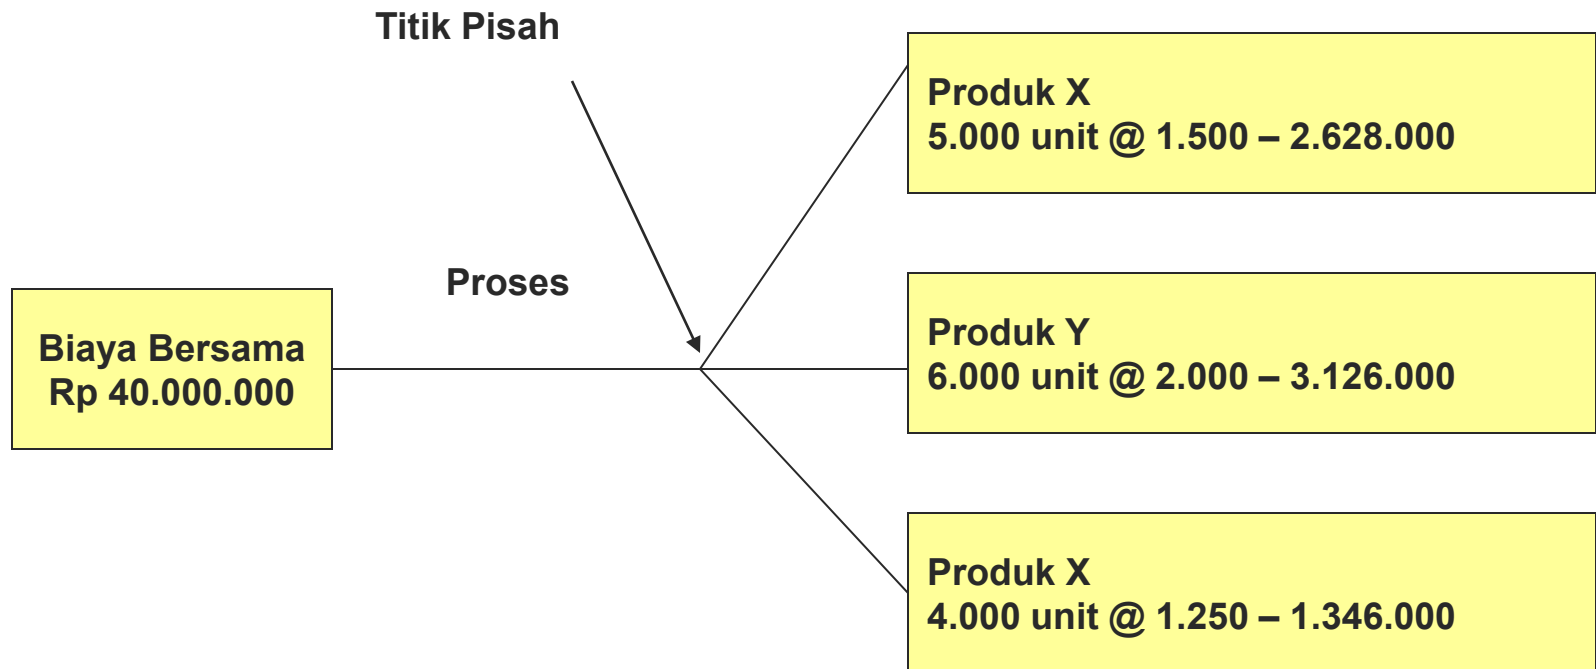 Titik Pisah
Produk X
5.000 unit @ 1.500 – 2.628.000
Proses
Biaya Bersama
Rp 40.000.000
Produk Y
6.000 unit @ 2.000 – 3.126.000
Produk X
4.000 unit @ 1.250 – 1.346.000